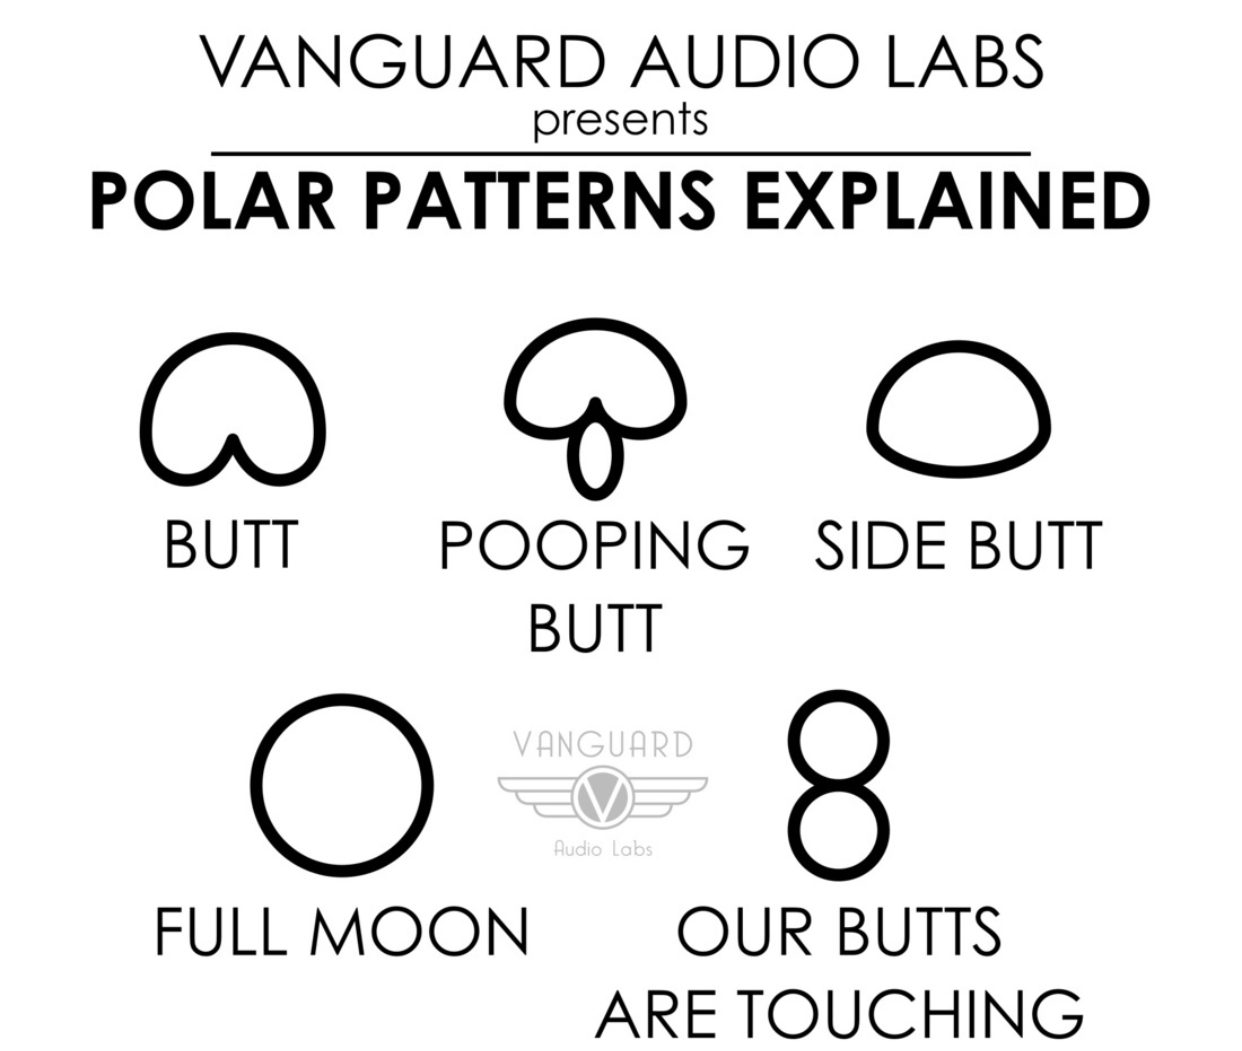 VANGUARD AUDIO LABS
presents
POLAR PATTERNS EXPLAINED
BUTT
POOPING
BUTT
SIDE BUTT
VANGUARD
V
Audio Labs
FULL MOON
OUR BUTTS
ARE TOUCHING